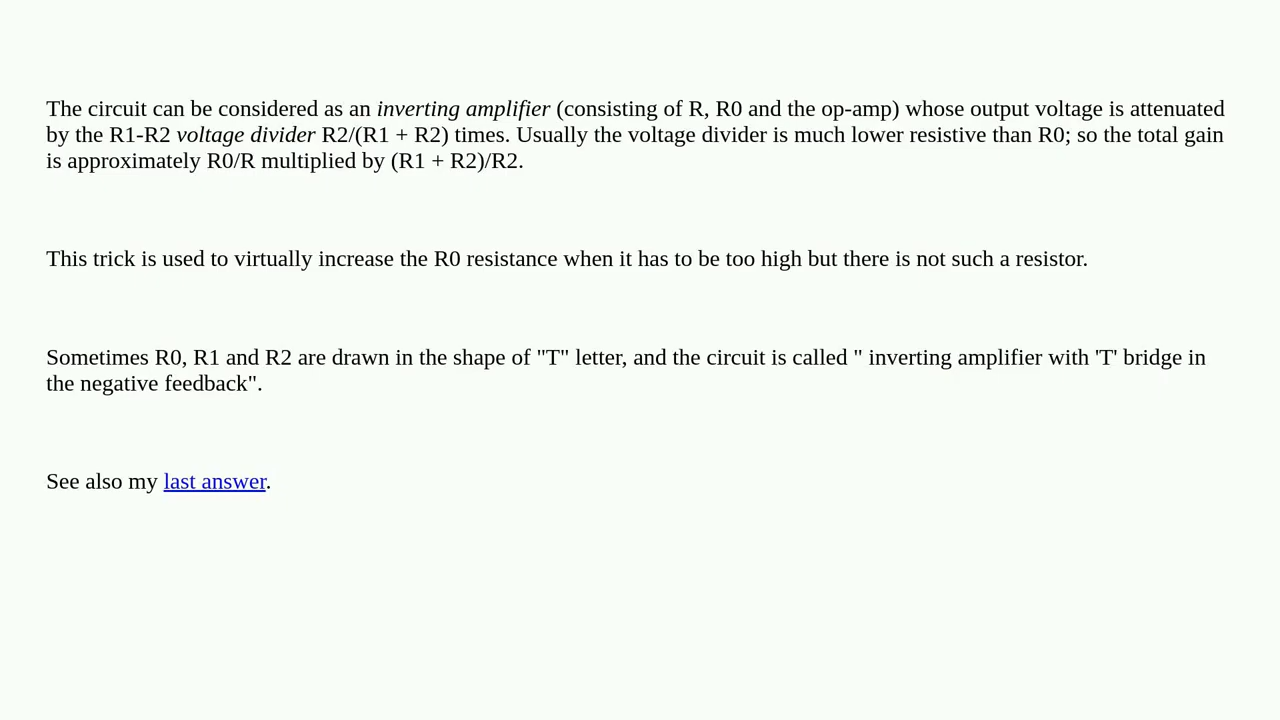 The circuit can be considered as an inverting amplifier (consisting of R, R0 and the op-amp) whose output voltage is attenuated
by the R1-R2 voltage divider R2/(R1 + R2) times. Usually the voltage divider is much lower resistive than R0; so the total gain
is approximately R0/R multiplied by (R1 + R2)/R2.
This trick is used to virtually increase the R0 resistance when it has to be too high but there is not such a resistor.
Sometimes R0, R1 and R2 are drawn in the shape of "T" letter, and the circuit is called " inverting amplifier with 'T' bridge in
the negative feedback".
See also my last answer.